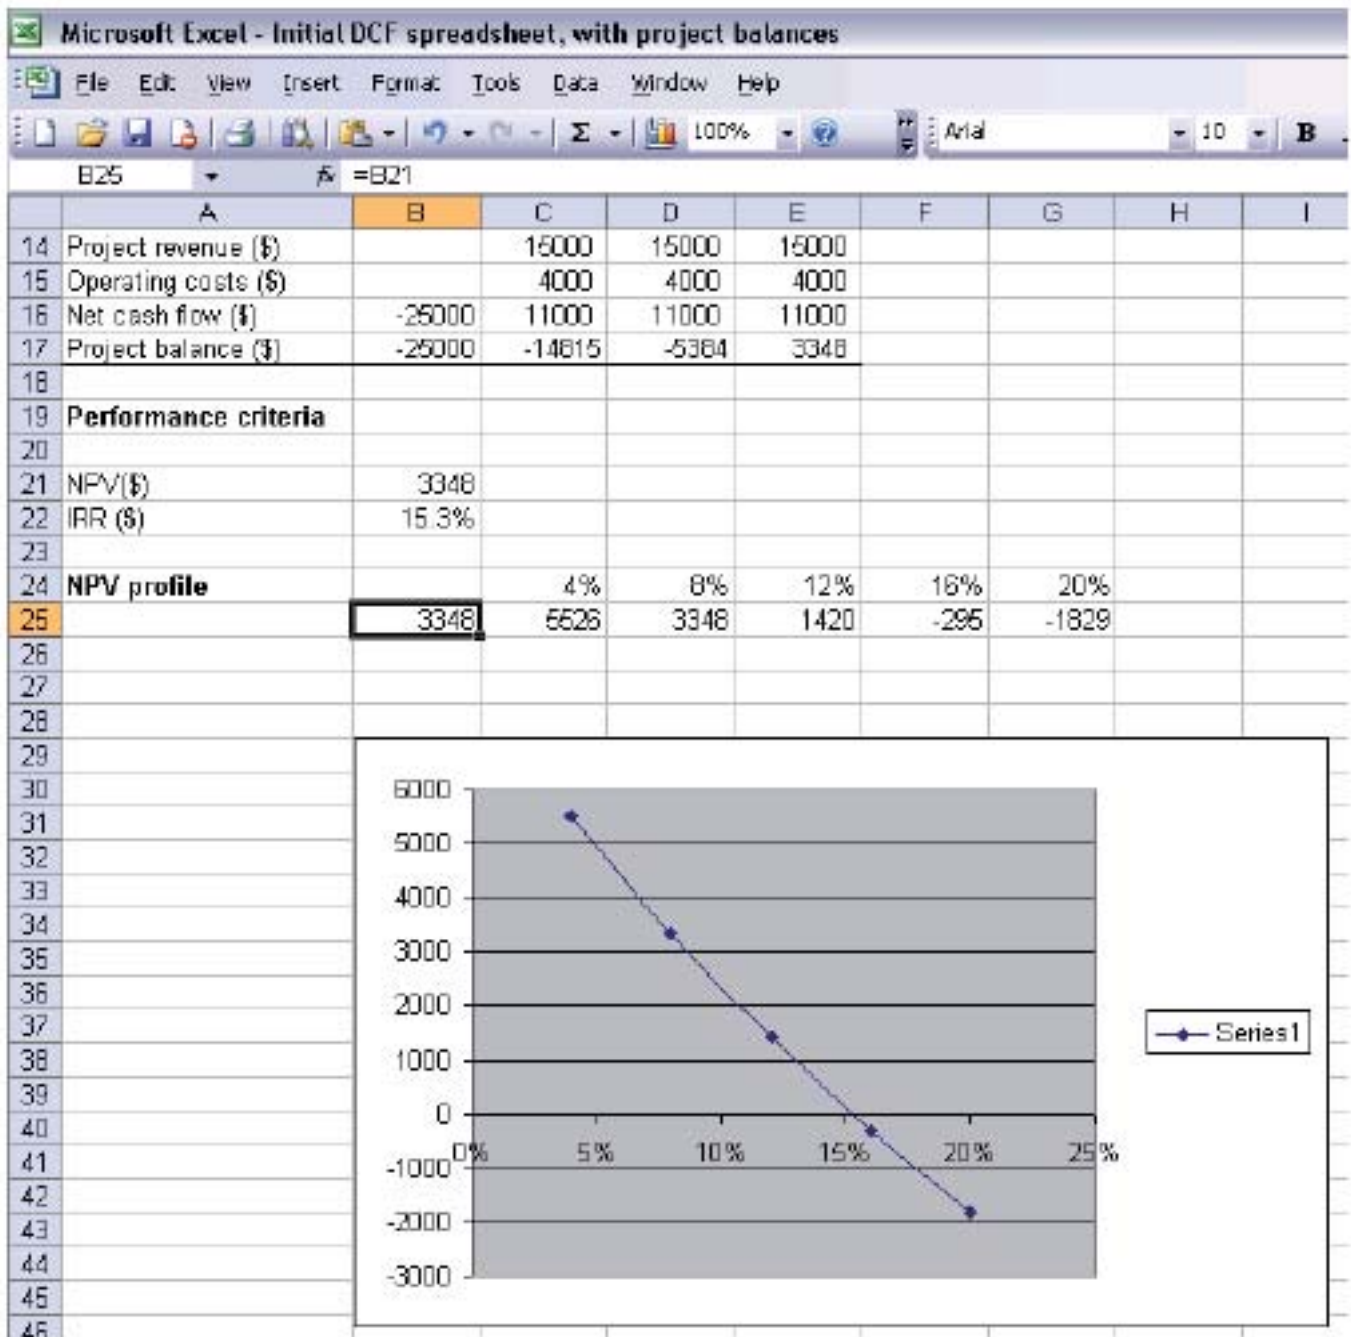 Microsoft Excel - Initial DCF spreadsheet, with project balances
File Edit View Insert Format Tools Data Window Help
Σ 100% Arial 10 B
B25 fx =B21
A B C D E F G H I
14 Project revenue ($) 15000 15000 15000
15 Operating costs ($) 4000 4000 4000
16 Net cash flow ($) -25000 11000 11000 11000
17 Project balance ($) -25000 -14815 -5384 3348
18
19 Performance criteria
20
21 NPV($) 3348
22 IRR ($) 15.3%
23
24 NPV profile 4% 8% 12% 16% 20%
25 3348 5526 3348 1420 -295 -1829
26
27
28
29
30 6000
31
32 5000
33 4000
34
35 3000
36 2000
37 Series1
38 1000
39
40 0
0% 5% 10% 15% 20% 25%
41 -1000
42
43 -2000
44 -3000
45
46